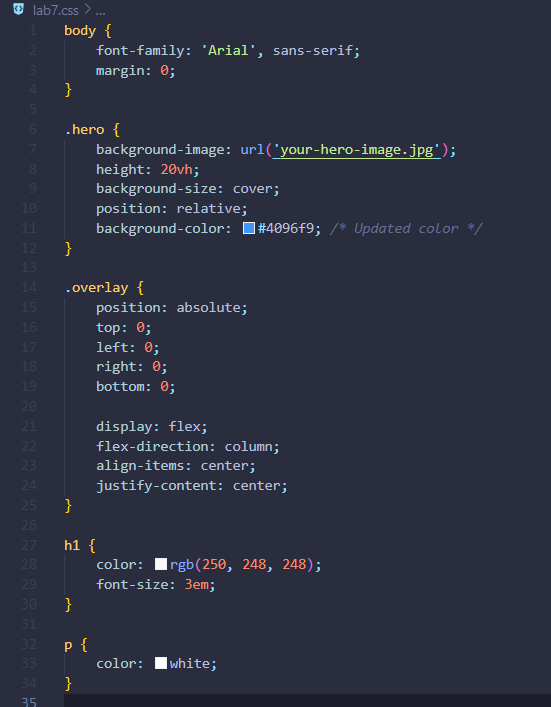 lab7.css > ...
1 body {
2     font-family: 'Arial', sans-serif;
3     margin: 0;
4 }
5
6 .hero {
7     background-image: url('your-hero-image.jpg');
8     height: 20vh;
9     background-size: cover;
10     position: relative;
11     background-color: #4096f9; /* Updated color */
12 }
13
14 .overlay {
15     position: absolute;
16     top: 0;
17     left: 0;
18     right: 0;
19     bottom: 0;
20
21     display: flex;
22     flex-direction: column;
23     align-items: center;
24     justify-content: center;
25 }
26
27 h1 {
28     color: rgb(250, 248, 248);
29     font-size: 3em;
30 }
31
32 p {
33     color: white;
34 }
35